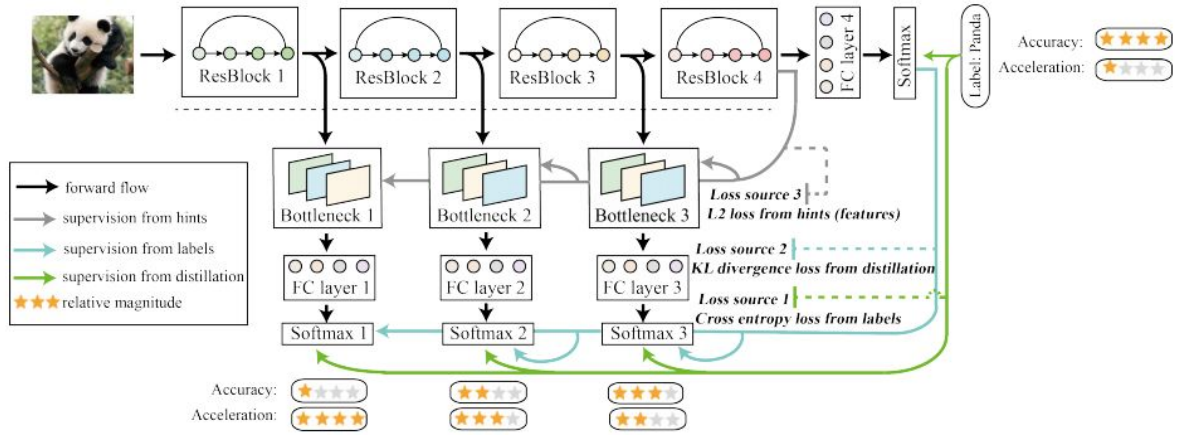 ResBlock 1
ResBlock 2
ResBlock 3
ResBlock 4
FC layer 4
Softmax
Label: Panda
Accuracy:
Acceleration:
forward flow
supervision from hints
supervision from labels
supervision from distillation
relative magnitude
Bottleneck 1
Bottleneck 2
Bottleneck 3
Loss source 3
L2 loss from hints (features)
Loss source 2
KL divergence loss from distillation
Loss source 1
Cross entropy loss from labels
FC layer 1
FC layer 2
FC layer 3
Softmax 1
Softmax 2
Softmax 3
Accuracy:
Acceleration: